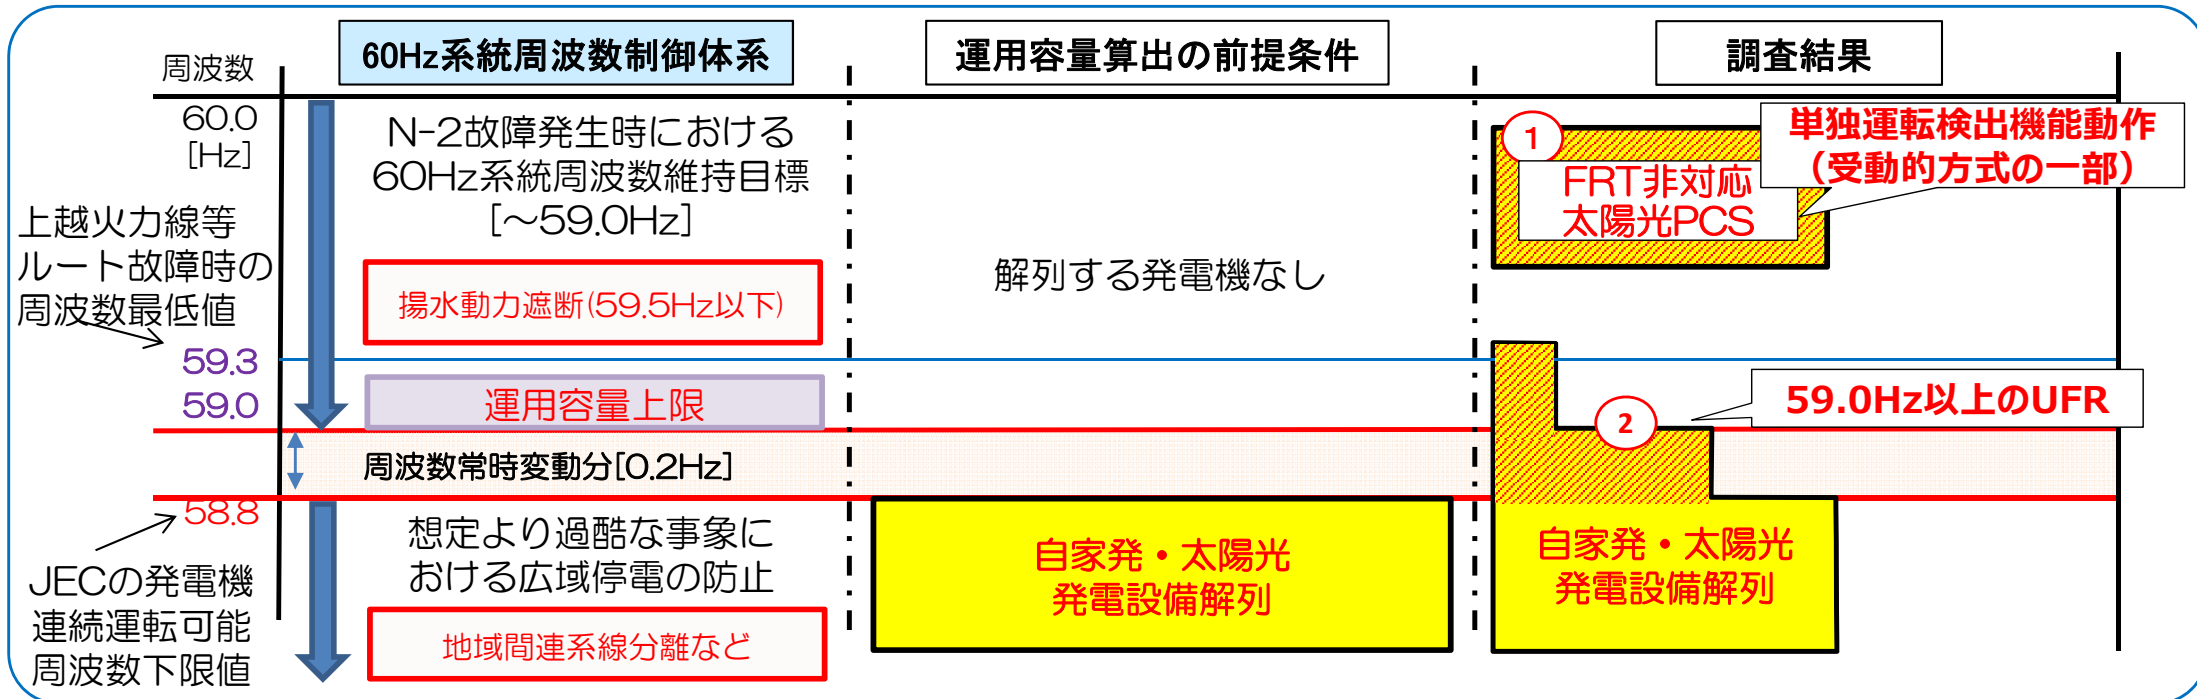 60Hz系統周波数制御体系
運用容量算出の前提条件
調査結果
周波数
60.0
[Hz]
上越火力線等
ルート故障時の
周波数最低値
59.3
59.0
58.8
JECの発電機
連続運転可能
周波数下限値
N-2故障発生時における
60Hz系統周波数維持目標
[～59.0Hz]
揚水動力遮断(59.5Hz以下)
運用容量上限
周波数常時変動分[0.2Hz]
想定より過酷な事象に
おける広域停電の防止
地域間連系線分離など
解列する発電機なし
自家発・太陽光
発電設備解列
1
FRT非対応
太陽光PCS
単独運転検出機能動作
（受動的方式の一部）
2
59.0Hz以上のUFR
自家発・太陽光
発電設備解列